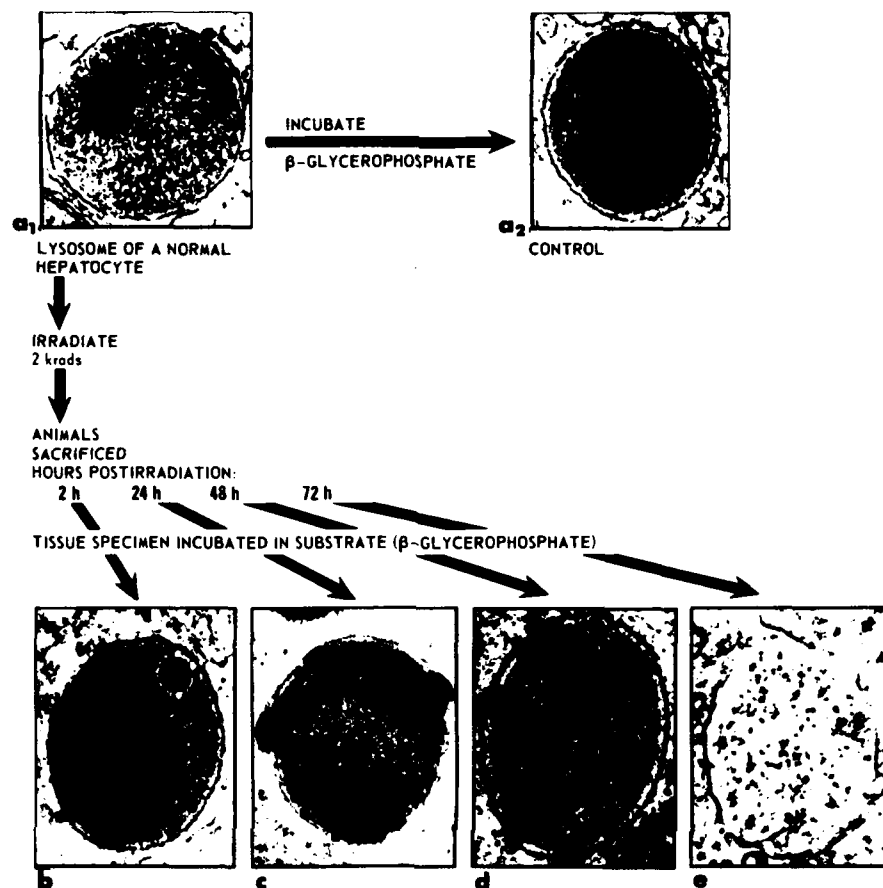 INCUBATE
β-GLYCEROPHOSPHATE
a1
a2
LYSOSOME OF A NORMAL
HEPATOCYTE
CONTROL
IRRADIATE
2 krads
ANIMALS
SACRIFICED
HOURS POSTIRRADIATION:
2 h 24 h 48 h 72 h
TISSUE SPECIMEN INCUBATED IN SUBSTRATE (β-GLYCEROPHOSPHATE)
b c d e